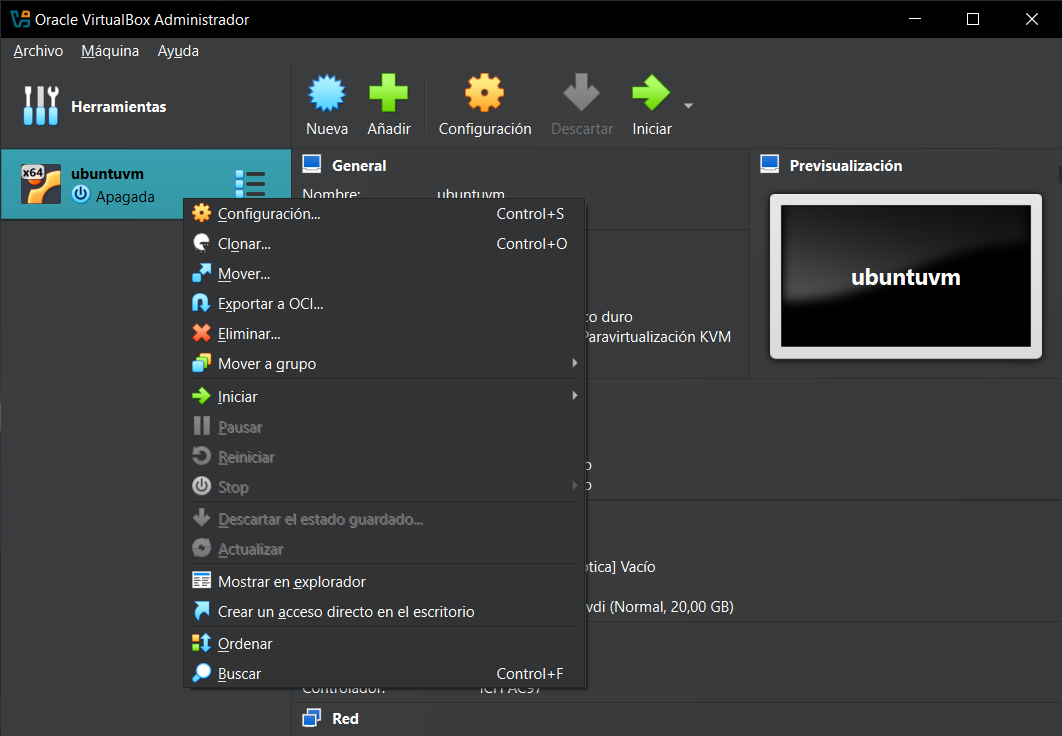 Oracle VirtualBox Administrador
Archivo Máquina Ayuda
Herramientas
Nueva Añadir Configuración Descartar Iniciar
x64
ubuntuvm
Apagada
General
Nombre: ubuntuvm
Previsualización
ubuntuvm
Configuración... Control+S
Clonar... Control+O
Mover...
Exportar a OCI...
Eliminar...
Mover a grupo
Iniciar
Pausar
Reiniciar
Stop
Descartar el estado guardado...
Actualizar
Mostrar en explorador
Crear un acceso directo en el escritorio
Ordenar
Buscar Control+F
co duro
Paravirtualización KVM
o
o
ptica] Vacío
vdi (Normal, 20,00 GB)
Controlador: ICH AC97
Red